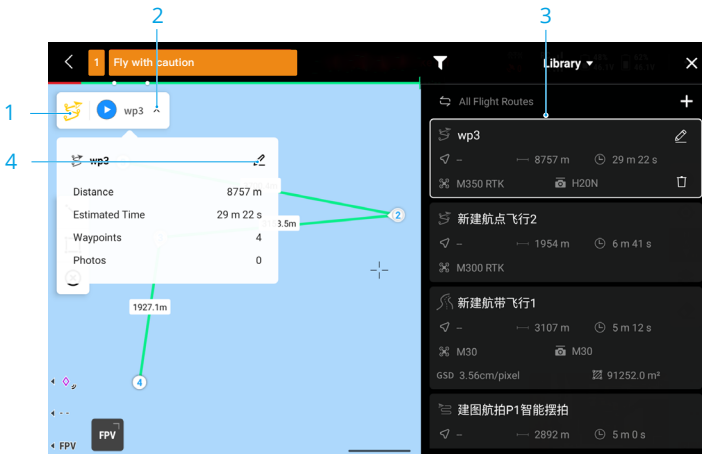 2
3
1 Fly with caution
Library
1
wp3
All Flight Routes
wp3
– 8757 m 29 m 22 s
M350 RTK H20N
4
wp3
Distance 8757 m
Estimated Time 29 m 22 s
Waypoints 4
Photos 0
3.5m
2
1927.1m
4
新建航点飞行2
– 1954 m 6 m 41 s
M300 RTK
新建航带飞行1
– 3107 m 5 m 12 s
M30 M30
GSD 3.56cm/pixel 91252.0 m²
建图航拍P1智能摆拍
– 2892 m 5 m 0 s
- -
FPV
FPV